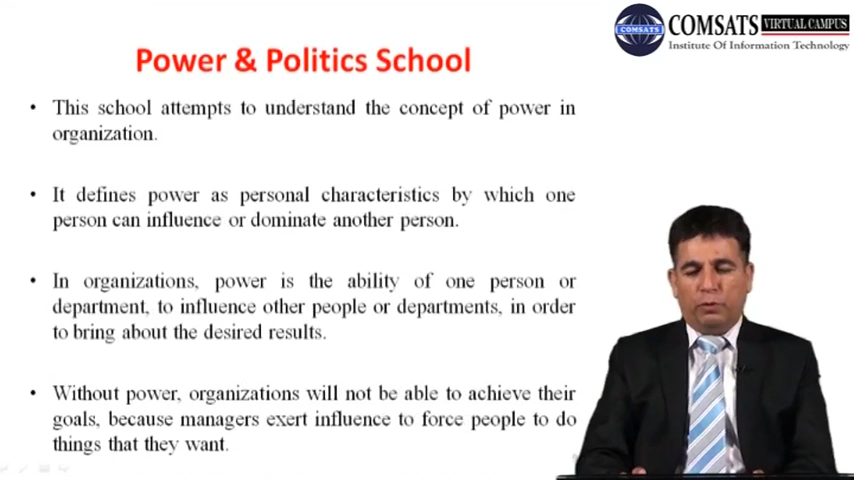 COMSATS VIRTUAL CAMPUS
Institute Of Information Technology
COMSATS
Power & Politics School
• This school attempts to understand the concept of power in
organization.
• It defines power as personal characteristics by which one
person can influence or dominate another person.
• In organizations, power is the ability of one person or
department, to influence other people or departments, in order
to bring about the desired results.
• Without power, organizations will not be able to achieve their
goals, because managers exert influence to force people to do
things that they want.